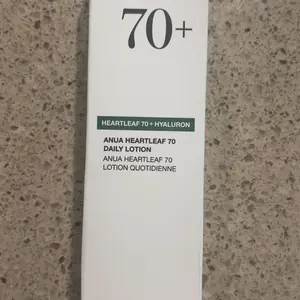 70+
HEARTLEAF 70 + HYALURON
ANUA HEARTLEAF 70
DAILY LOTION
ANUA HEARTLEAF 70
LOTION QUOTIDIENNE